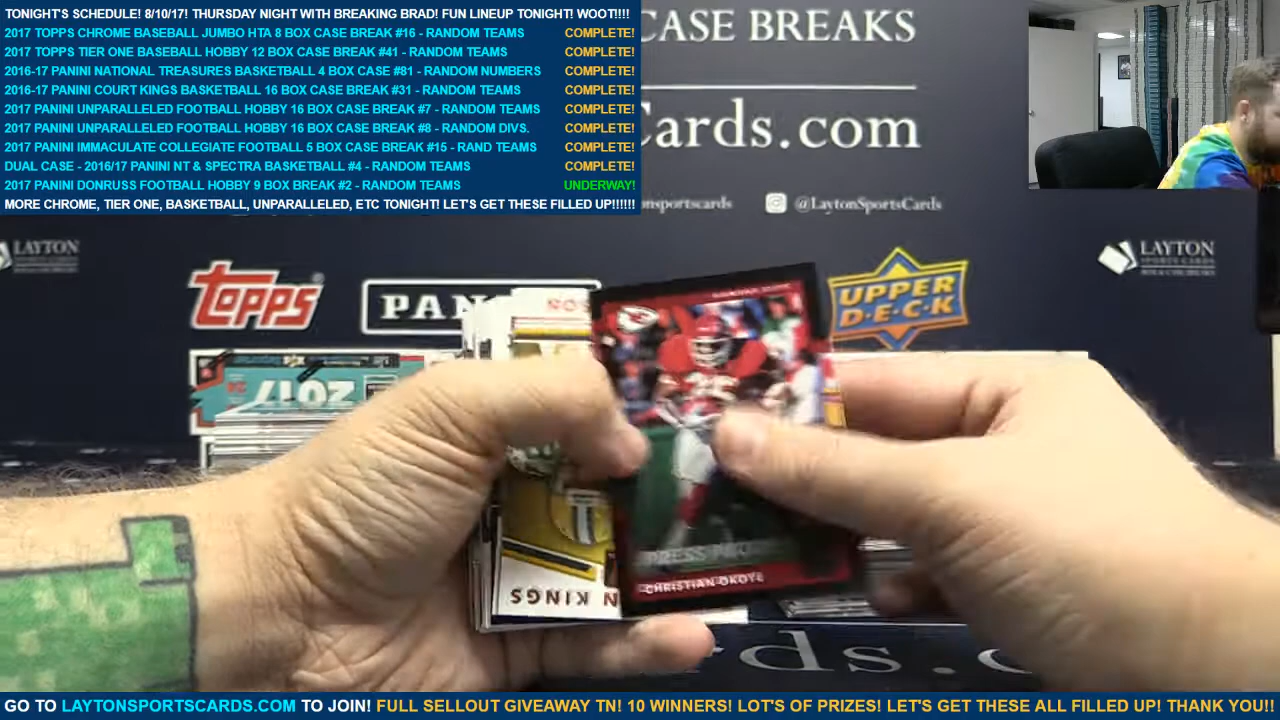 TONIGHT'S SCHEDULE! 8/10/17! THURSDAY NIGHT WITH BREAKING BRAD! FUN LINEUP TONIGHT! WOOT!!!!
2017 TOPPS CHROME BASEBALL JUMBO HTA 8 BOX CASE BREAK #16 - RANDOM TEAMS COMPLETE!
2017 TOPPS TIER ONE BASEBALL HOBBY 12 BOX CASE BREAK #41 - RANDOM TEAMS COMPLETE!
2016-17 PANINI NATIONAL TREASURES BASKETBALL 4 BOX CASE #81 - RANDOM NUMBERS COMPLETE!
2016-17 PANINI COURT KINGS BASKETBALL 16 BOX CASE BREAK #31 - RANDOM TEAMS COMPLETE!
2017 PANINI UNPARALLELED FOOTBALL HOBBY 16 BOX CASE BREAK #7 - RANDOM TEAMS COMPLETE!
2017 PANINI UNPARALLELED FOOTBALL HOBBY 16 BOX CASE BREAK #8 - RANDOM DIVS. COMPLETE!
2017 PANINI IMMACULATE COLLEGIATE FOOTBALL 5 BOX CASE BREAK #15 - RAND TEAMS COMPLETE!
DUAL CASE - 2016/17 PANINI NT & SPECTRA BASKETBALL #4 - RANDOM TEAMS COMPLETE!
2017 PANINI DONRUSS FOOTBALL HOBBY 9 BOX BREAK #2 - RANDOM TEAMS UNDERWAY!
MORE CHROME, TIER ONE, BASKETBALL, UNPARALLELED, ETC TONIGHT! LET'S GET THESE FILLED UP!!!!!!
CASE BREAKS
Cards.com
nsportscards @LaytonSportsCards
LAYTON
SPORTS CARDS
LAYTON
SPORTS CARDS
topps
PAN
UPPER
D·E·C·K
2017
PRESS PROOF
CHRISTIAN OKOYE
N KINGS
ds.c
GO TO LAYTONSPORTSCARDS.COM TO JOIN! FULL SELLOUT GIVEAWAY TN! 10 WINNERS! LOT'S OF PRIZES! LET'S GET THESE ALL FILLED UP! THANK YOU!!